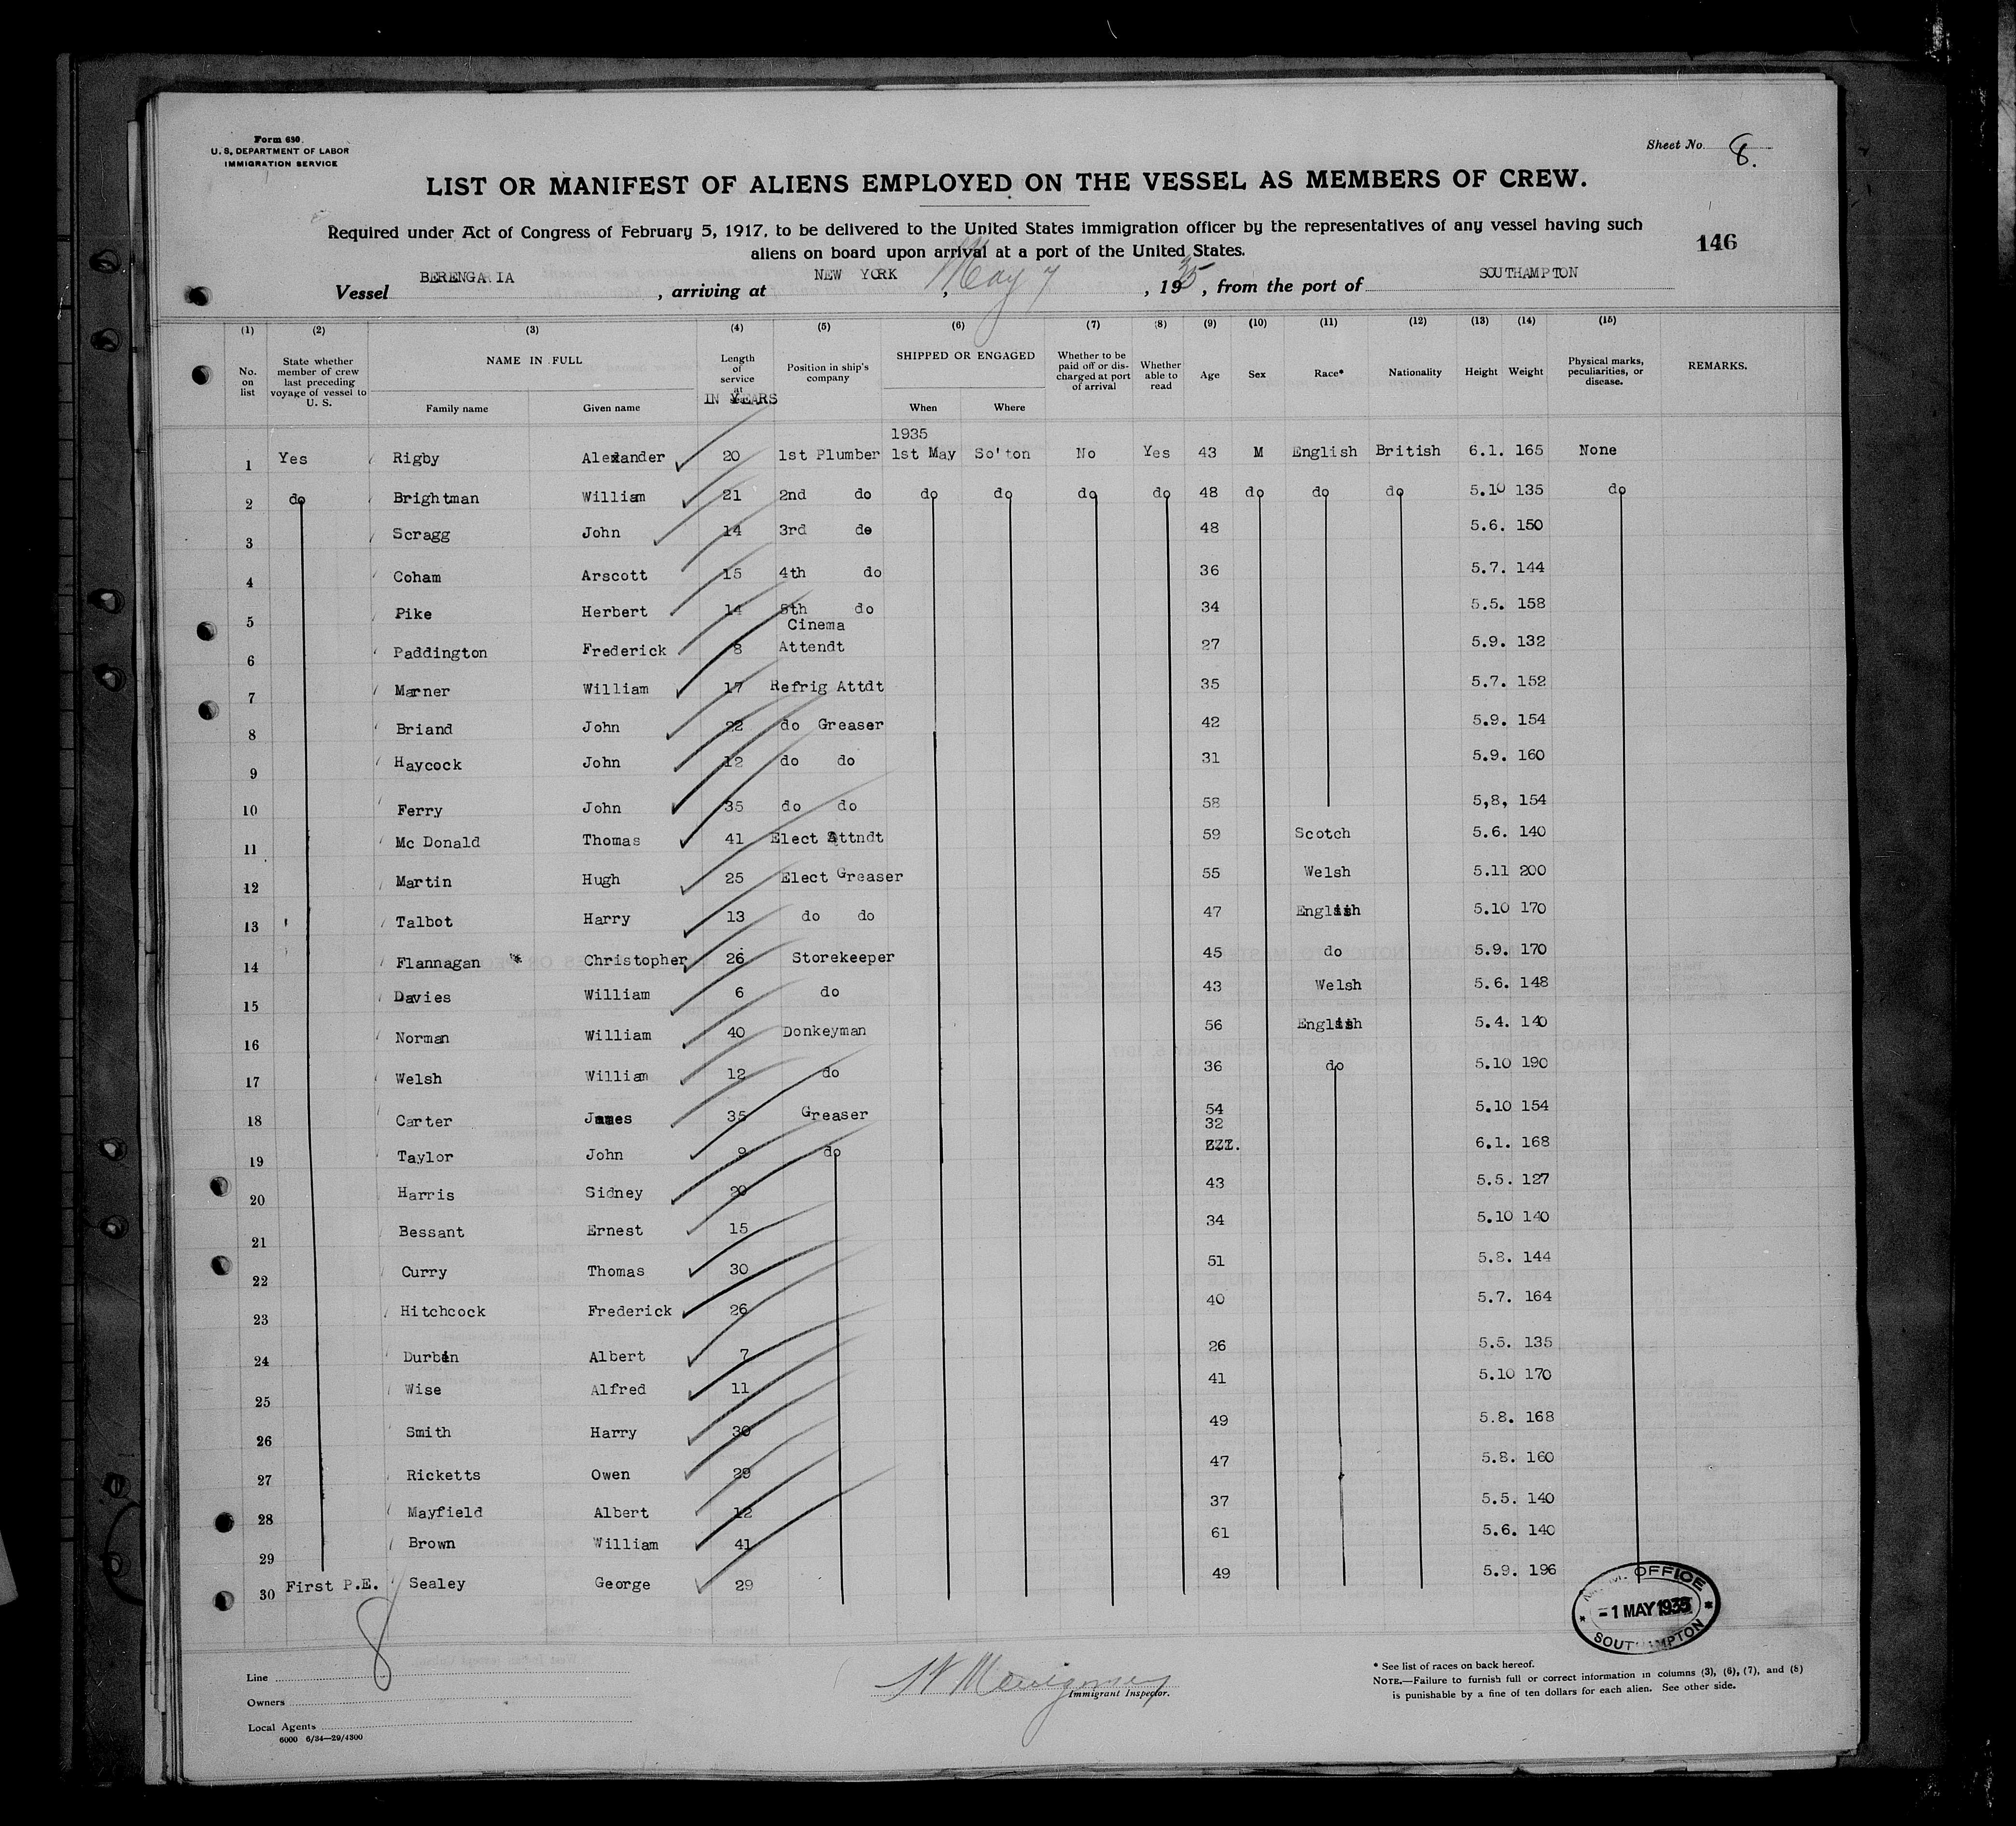 Form 680.
U. S. DEPARTMENT OF LABOR
IMMIGRATION SERVICE
Sheet No. 8.
LIST OR MANIFEST OF ALIENS EMPLOYED ON THE VESSEL AS MEMBERS OF CREW.
Required under Act of Congress of February 5, 1917, to be delivered to the United States immigration officer by the representatives of any vessel having such
aliens on board upon arrival at a port of the United States.
146
Vessel BERENGARIA, arriving at NEW YORK, May 7, 1935, from the port of SOUTHAMPTON
(1) (2) (3) (4) (5) (6) (7) (8) (9) (10) (11) (12) (13) (14) (15)
No. on list
State whether member of crew last preceding voyage of vessel to U. S.
NAME IN FULL
Family name Given name
Length of service at
IN YEARS
Position in ship's company
SHIPPED OR ENGAGED
When Where
Whether to be paid off or discharged at port of arrival
Whether able to read
Age Sex Race* Nationality Height Weight
Physical marks, peculiarities, or disease.
REMARKS.
1935
1 Yes Rigby Alexander 20 1st Plumber 1st May So'ton No Yes 43 M English British 6.1. 165 None
2 do Brightman William 21 2nd do do do do do 48 do do do 5.10 135 do
3 Scragg John 14 3rd do 48 5.6. 150
4 Coham Arscott 15 4th do 36 5.7. 144
5 Pike Herbert 14 5th do 34 5.5. 158
6 Paddington Frederick 8 Cinema Attendt 27 5.9. 132
7 Marner William 17 Refrig Attdt 35 5.7. 152
8 Briand John 22 do Greaser 42 5.9. 154
9 Haycock John 12 do do 31 5.9. 160
10 Ferry John 35 do do 58 5,8, 154
11 Mc Donald Thomas 41 Elect Attndt 59 Scotch 5.6. 140
12 Martin Hugh 25 Elect Greaser 55 Welsh 5.11 200
13 Talbot Harry 13 do do 47 English 5.10 170
14 Flannagan Christopher 26 Storekeeper 45 do 5.9. 170
15 Davies William 6 do 43 Welsh 5.6. 148
16 Norman William 40 Donkeyman 56 English 5.4. 140
17 Welsh William 12 do 36 do 5.10 190
18 Carter James 35 Greaser 54 5.10 154
19 Taylor John 9 do 32 6.1. 168
20 Harris Sidney 20 43 5.5. 127
21 Bessant Ernest 15 34 5.10 140
22 Curry Thomas 30 51 5.8. 144
23 Hitchcock Frederick 26 40 5.7. 164
24 Durbin Albert 7 26 5.5. 135
25 Wise Alfred 11 41 5.10 170
26 Smith Harry 30 49 5.8. 168
27 Ricketts Owen 29 47 5.8. 160
28 Mayfield Albert 12 37 5.5. 140
29 Brown William 41 61 5.6. 140
30 First P.E. Sealey George 29 49 5.9. 196
8
OFFICE
-1 MAY 1935
SOUTHAMPTON
Line
Owners
Local Agents
6000 6/34—29/4300
Immigrant Inspector.
* See list of races on back hereof.
NOTE.—Failure to furnish full or correct information in columns (3), (6), (7), and (8)
is punishable by a fine of ten dollars for each alien. See other side.